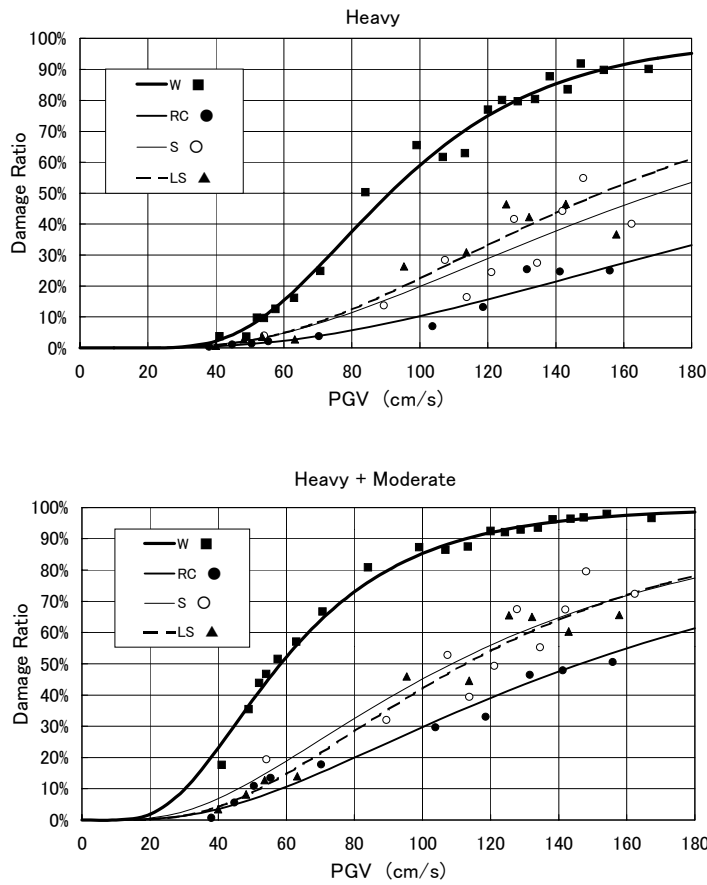 Heavy
100%
90%
80%
70%
60%
50%
40%
30%
20%
10%
0%
Damage Ratio
W
RC
S
LS
0 20 40 60 80 100 120 140 160 180
PGV (cm/s)
Heavy + Moderate
100%
90%
80%
70%
60%
50%
40%
30%
20%
10%
0%
Damage Ratio
W
RC
S
LS
0 20 40 60 80 100 120 140 160 180
PGV (cm/s)